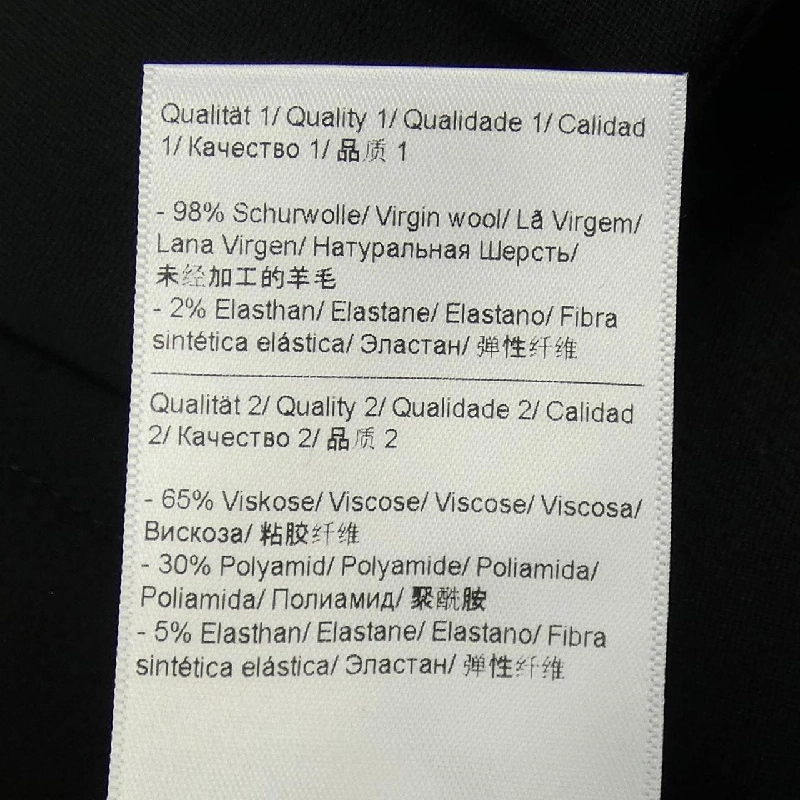 Qualität 1/ Quality 1/ Qualidade 1/ Calidad
1/ Качество 1/ 品质 1
- 98% Schurwolle/ Virgin wool/ Lã Virgem/
Lana Virgen/ Натуральная Шерсть/
未经加工的羊毛
- 2% Elasthan/ Elastane/ Elastano/ Fibra
sintética elástica/ Эластан/ 弹性纤维
Qualität 2/ Quality 2/ Qualidade 2/ Calidad
2/ Качество 2/ 品质 2
- 65% Viskose/ Viscose/ Viscose/ Viscosa/
Вискоза/ 粘胶纤维
- 30% Polyamid/ Polyamide/ Poliamida/
Poliamida/ Полиамид/ 聚酰胺
- 5% Elasthan/ Elastane/ Elastano/ Fibra
sintética elástica/ Эластан/ 弹性纤维